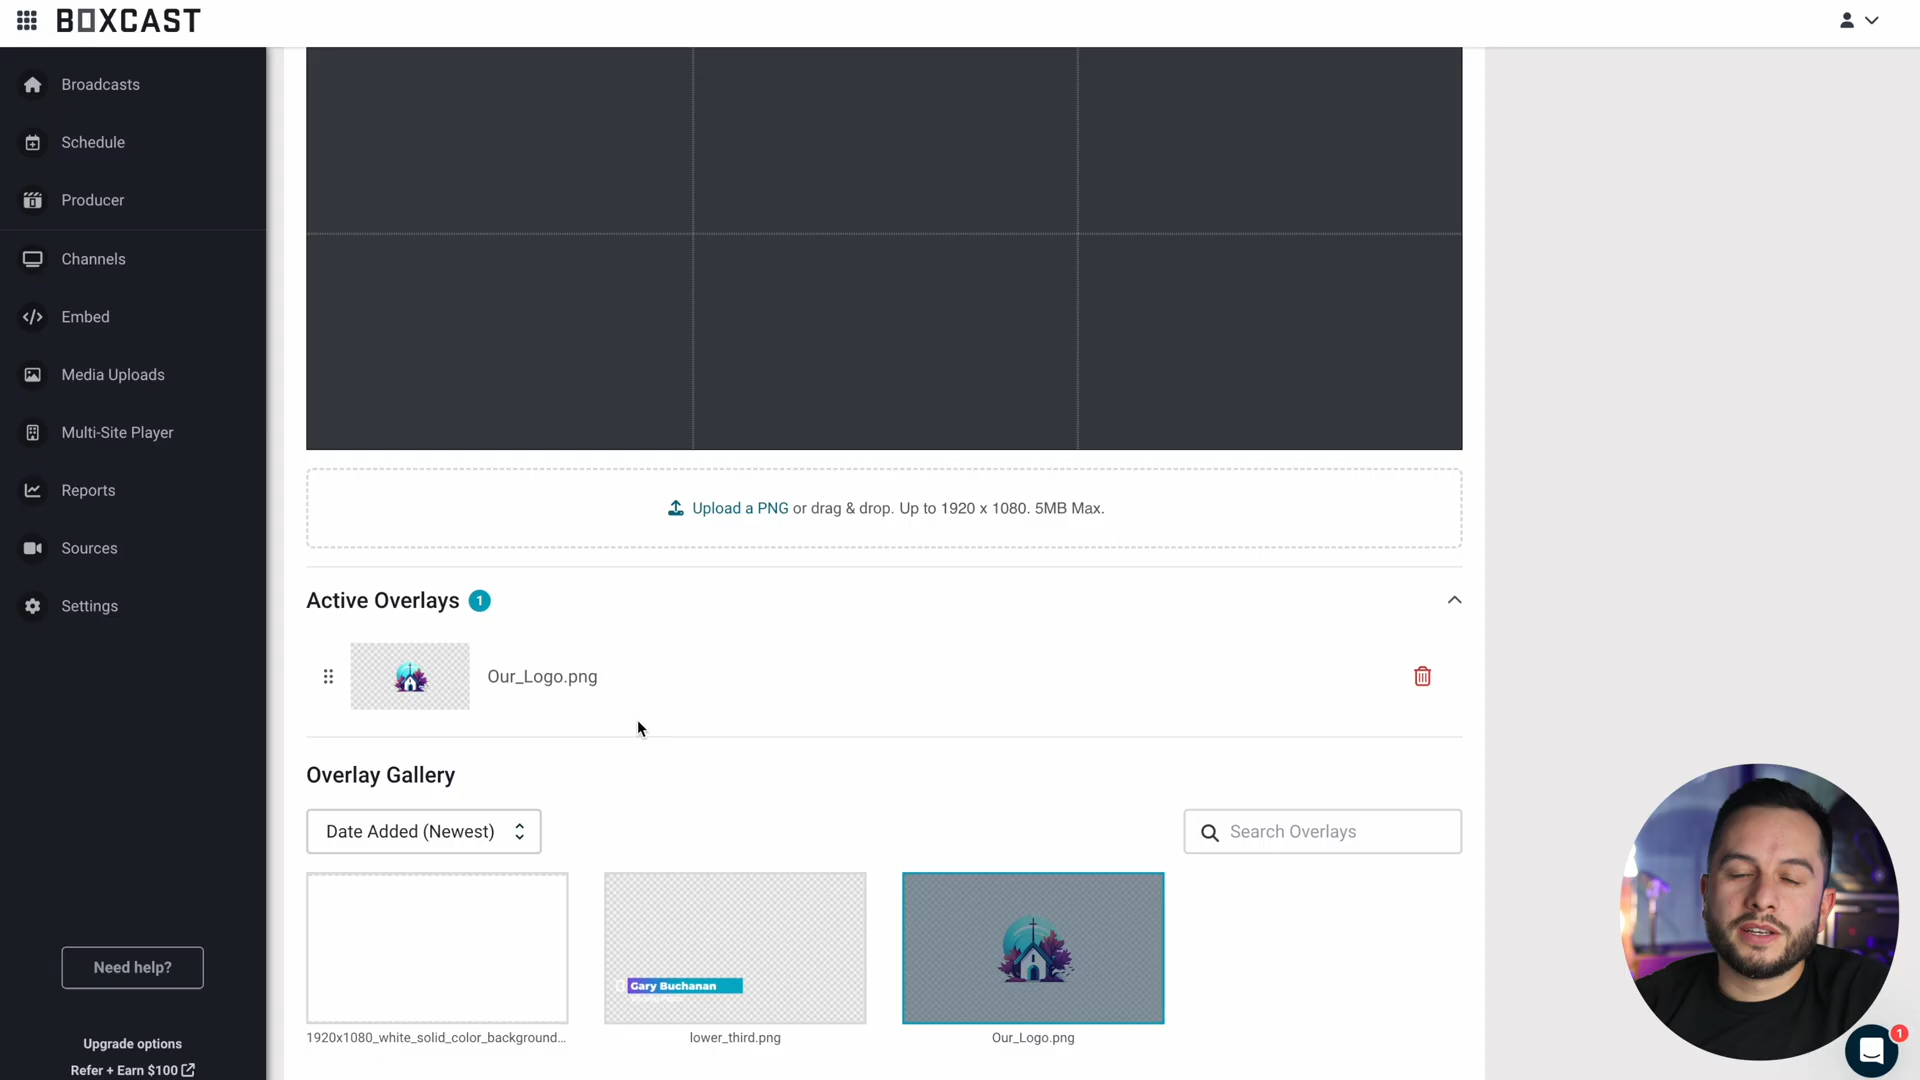 BOXCAST
Broadcasts
Schedule
Producer
Channels
Embed
Media Uploads
Multi-Site Player
Reports
Sources
Settings
Need help?
Upgrade options
Refer + Earn $100
Upload a PNG or drag & drop. Up to 1920 x 1080. 5MB Max.
Active Overlays 1
Our_Logo.png
Overlay Gallery
Date Added (Newest)
Search Overlays
Gary Buchanan
1920x1080_white_solid_color_background...
lower_third.png
Our_Logo.png
1